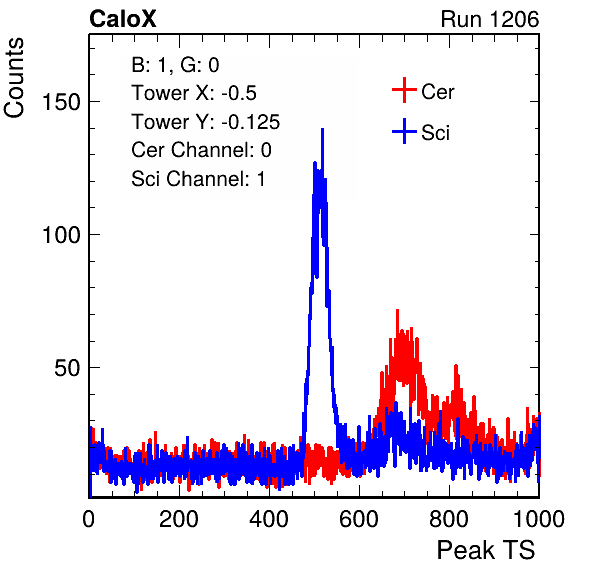 CaloX Run 1206
Counts
B: 1, G: 0
Tower X: -0.5
Tower Y: -0.125
Cer Channel: 0
Sci Channel: 1
Cer
Sci
150
100
50
0 200 400 600 800 1000
Peak TS